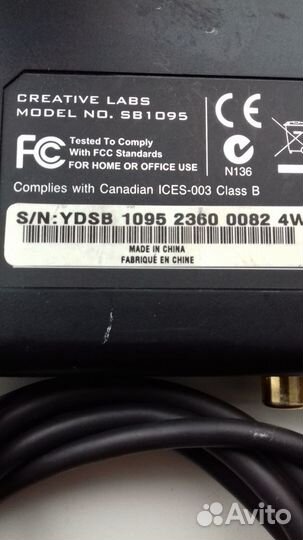 CREATIVE LABS
MODEL NO. SB1095
FC Tested To Comply
With FCC Standards
FOR HOME OR OFFICE USE
CE
N136
Complies with Canadian ICES-003 Class B
S/N:YDSB 1095 2360 0082 4W
MADE IN CHINA
FABRIQUÉ EN CHINE
Avito